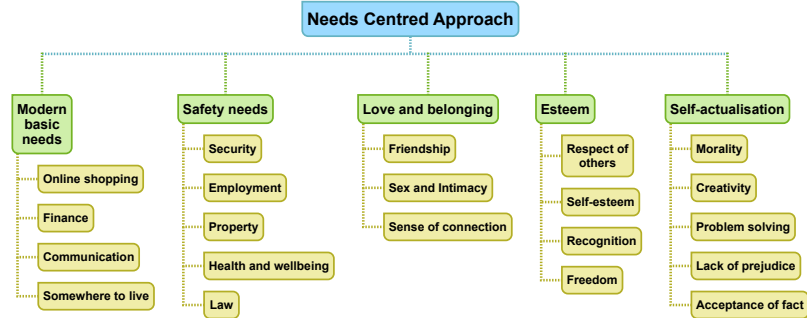 Needs Centred Approach
Modern
basic
needs
Online shopping
Finance
Communication
Somewhere to live
Safety needs
Security
Employment
Property
Health and wellbeing
Law
Love and belonging
Friendship
Sex and Intimacy
Sense of connection
Esteem
Respect of
others
Self-esteem
Recognition
Freedom
Self-actualisation
Morality
Creativity
Problem solving
Lack of prejudice
Acceptance of fact